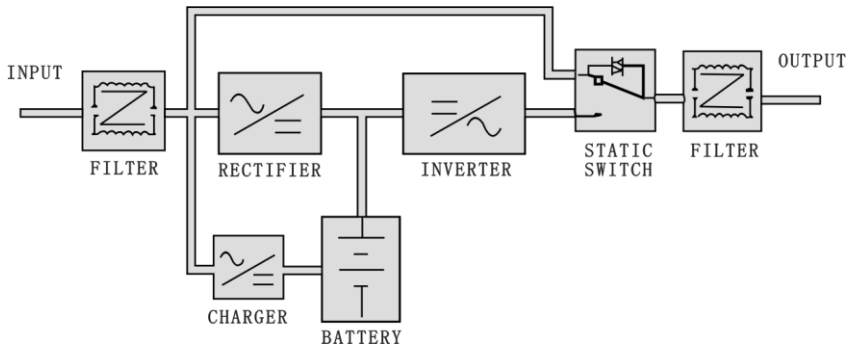 INPUT
OUTPUT
FILTER
RECTIFIER
INVERTER
STATIC
SWITCH
FILTER
CHARGER
BATTERY